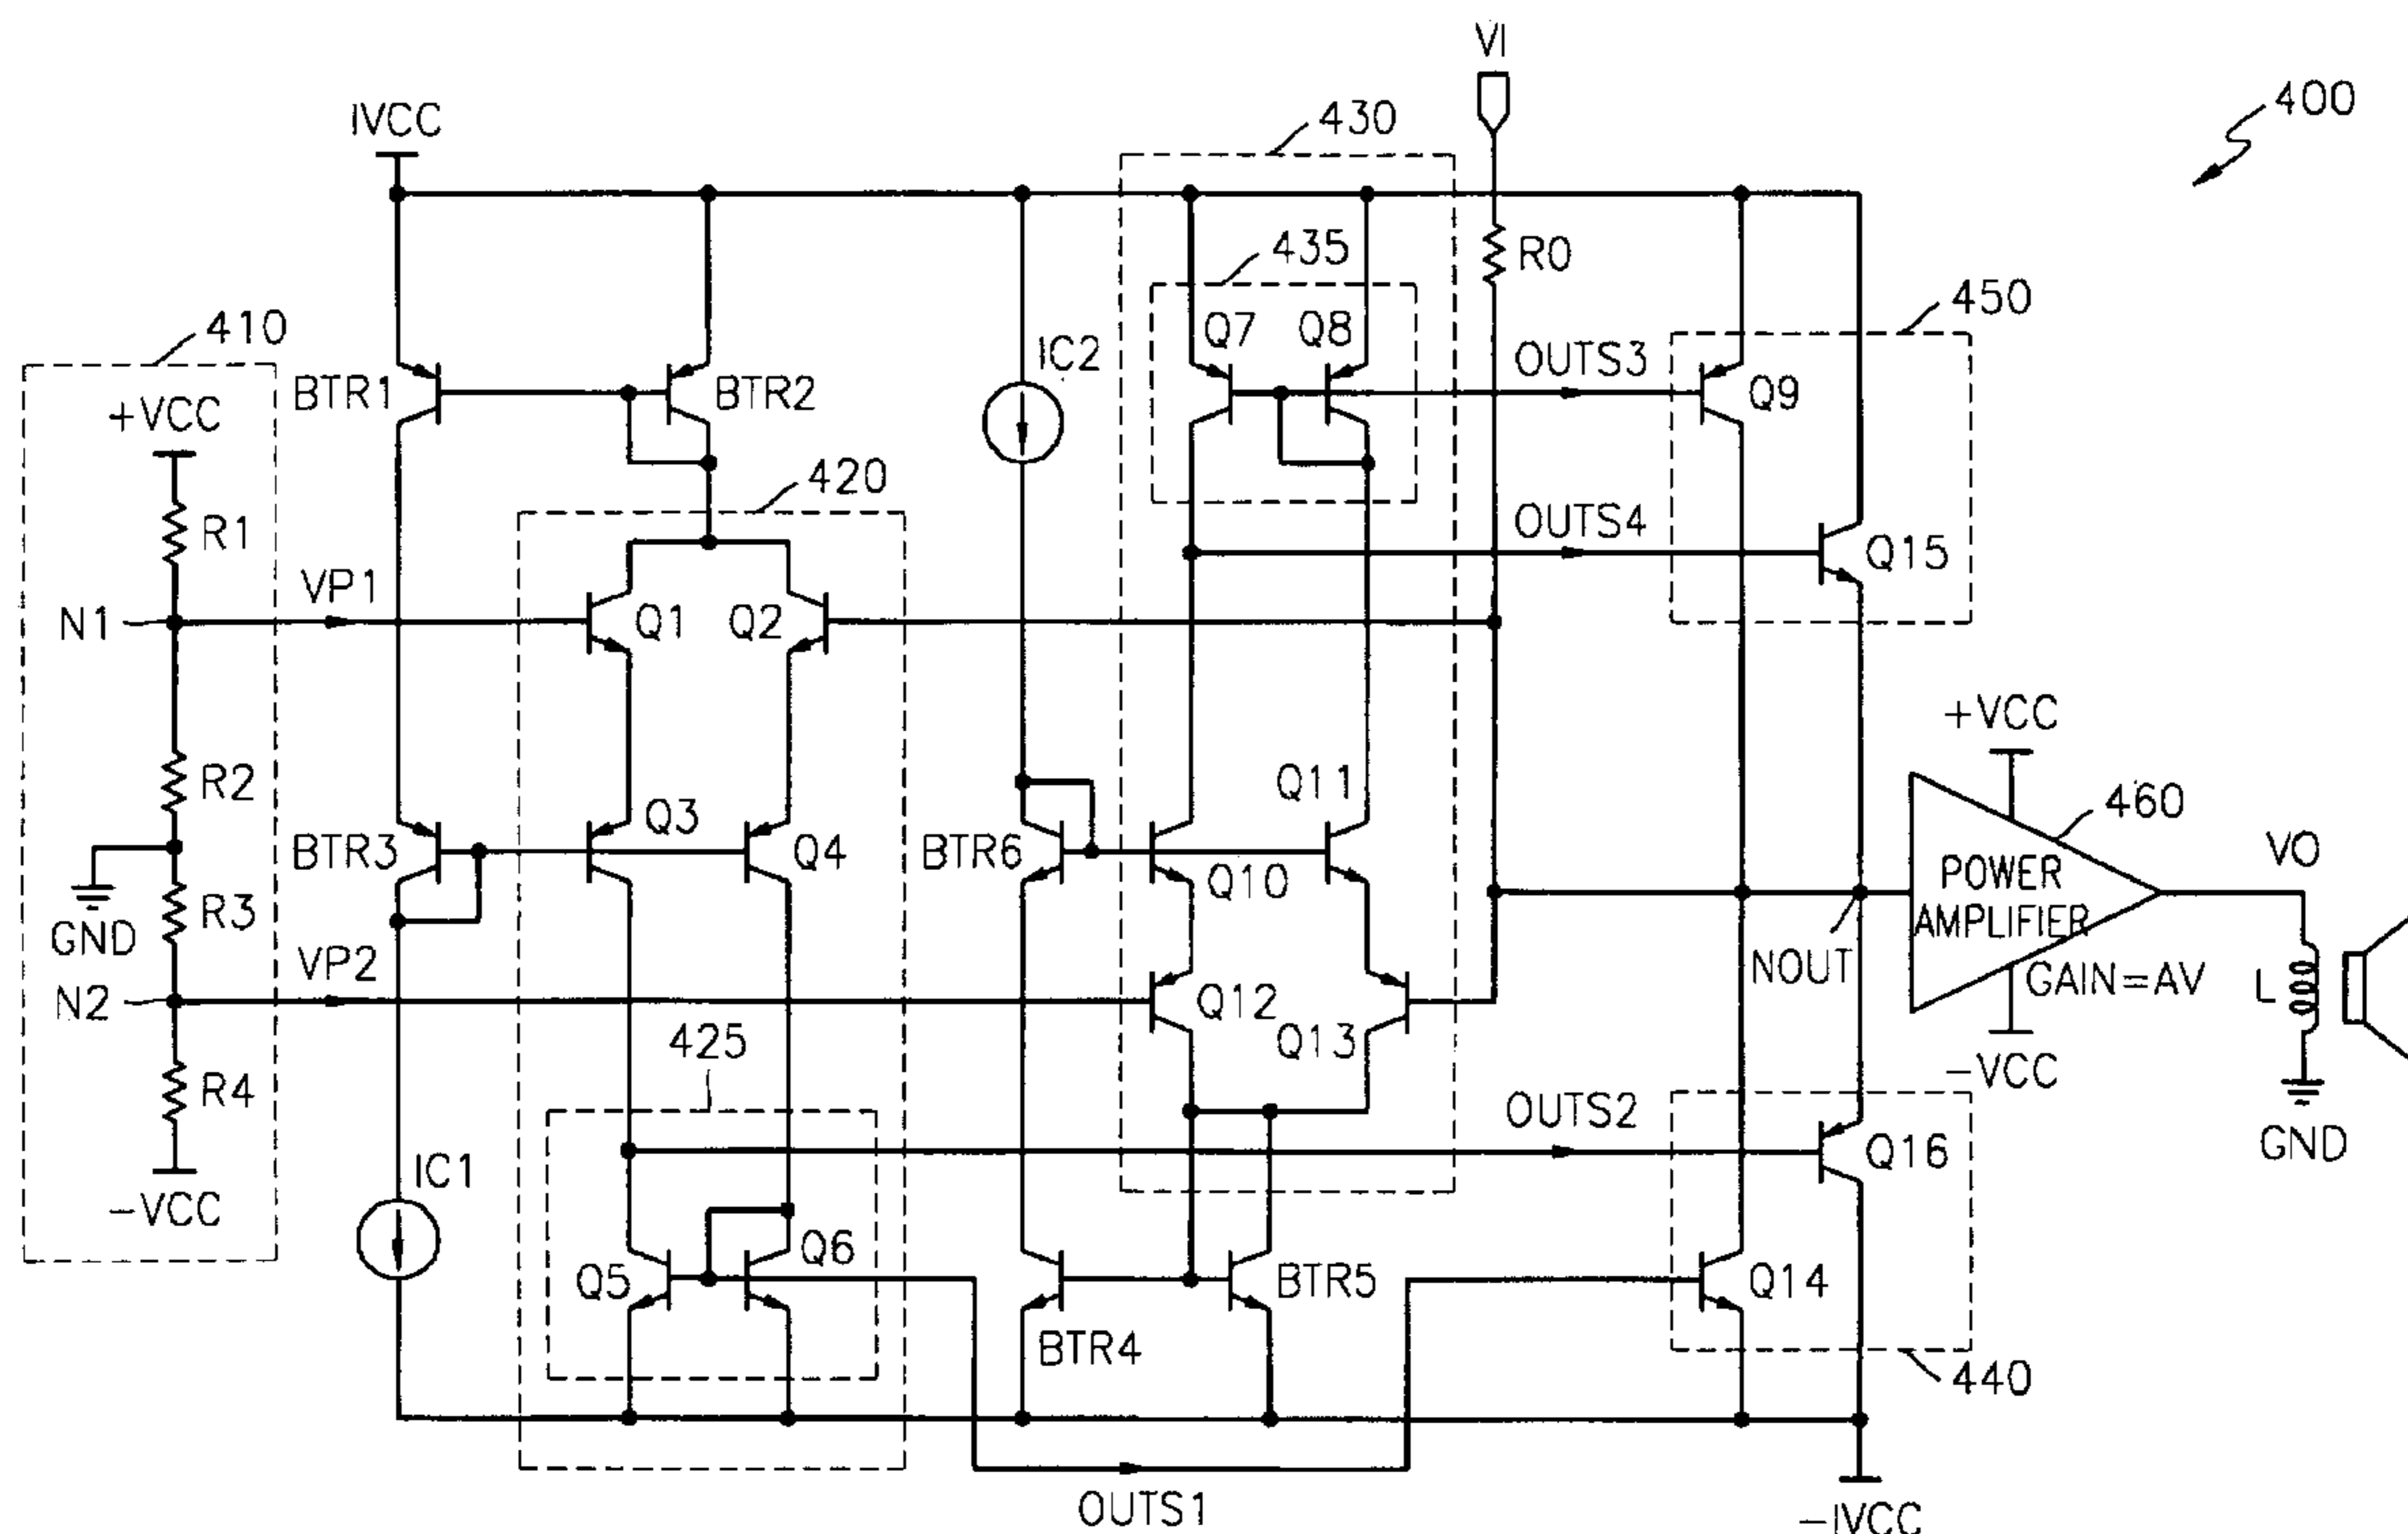 VI
400
IVCC
430
435
R0
450
410
Q7
Q8
IC2
OUTS3
BTR1
BTR2
Q9
+VCC
420
R1
OUTS4
Q15
VP1
N1
Q1
Q2
+VCC
R2
Q3
Q11
460
BTR3
Q4
BTR6
Q10
VO
POWER
AMPLIFIER
GND
R3
VP2
NOUT
GAIN=AV
L
N2
Q12
425
Q13
R4
-VCC
OUTS2
Q16
GND
IC1
-VCC
Q5
Q6
BTR5
Q14
BTR4
440
OUTS1
-IVCC